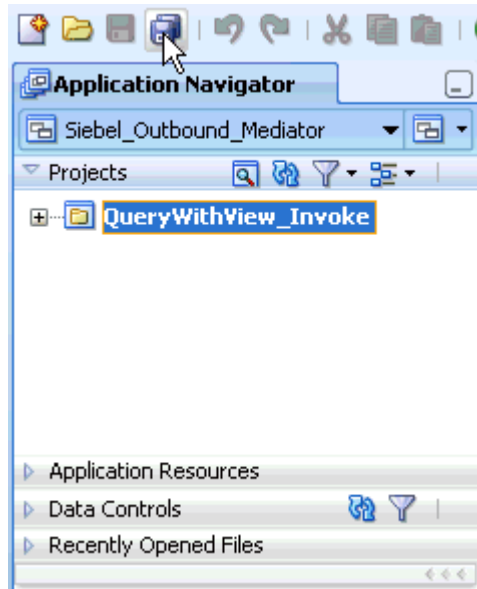 Application Navigator
Siebel_Outbound_Mediator
Projects
QueryWithView_Invoke
Application Resources
Data Controls
Recently Opened Files